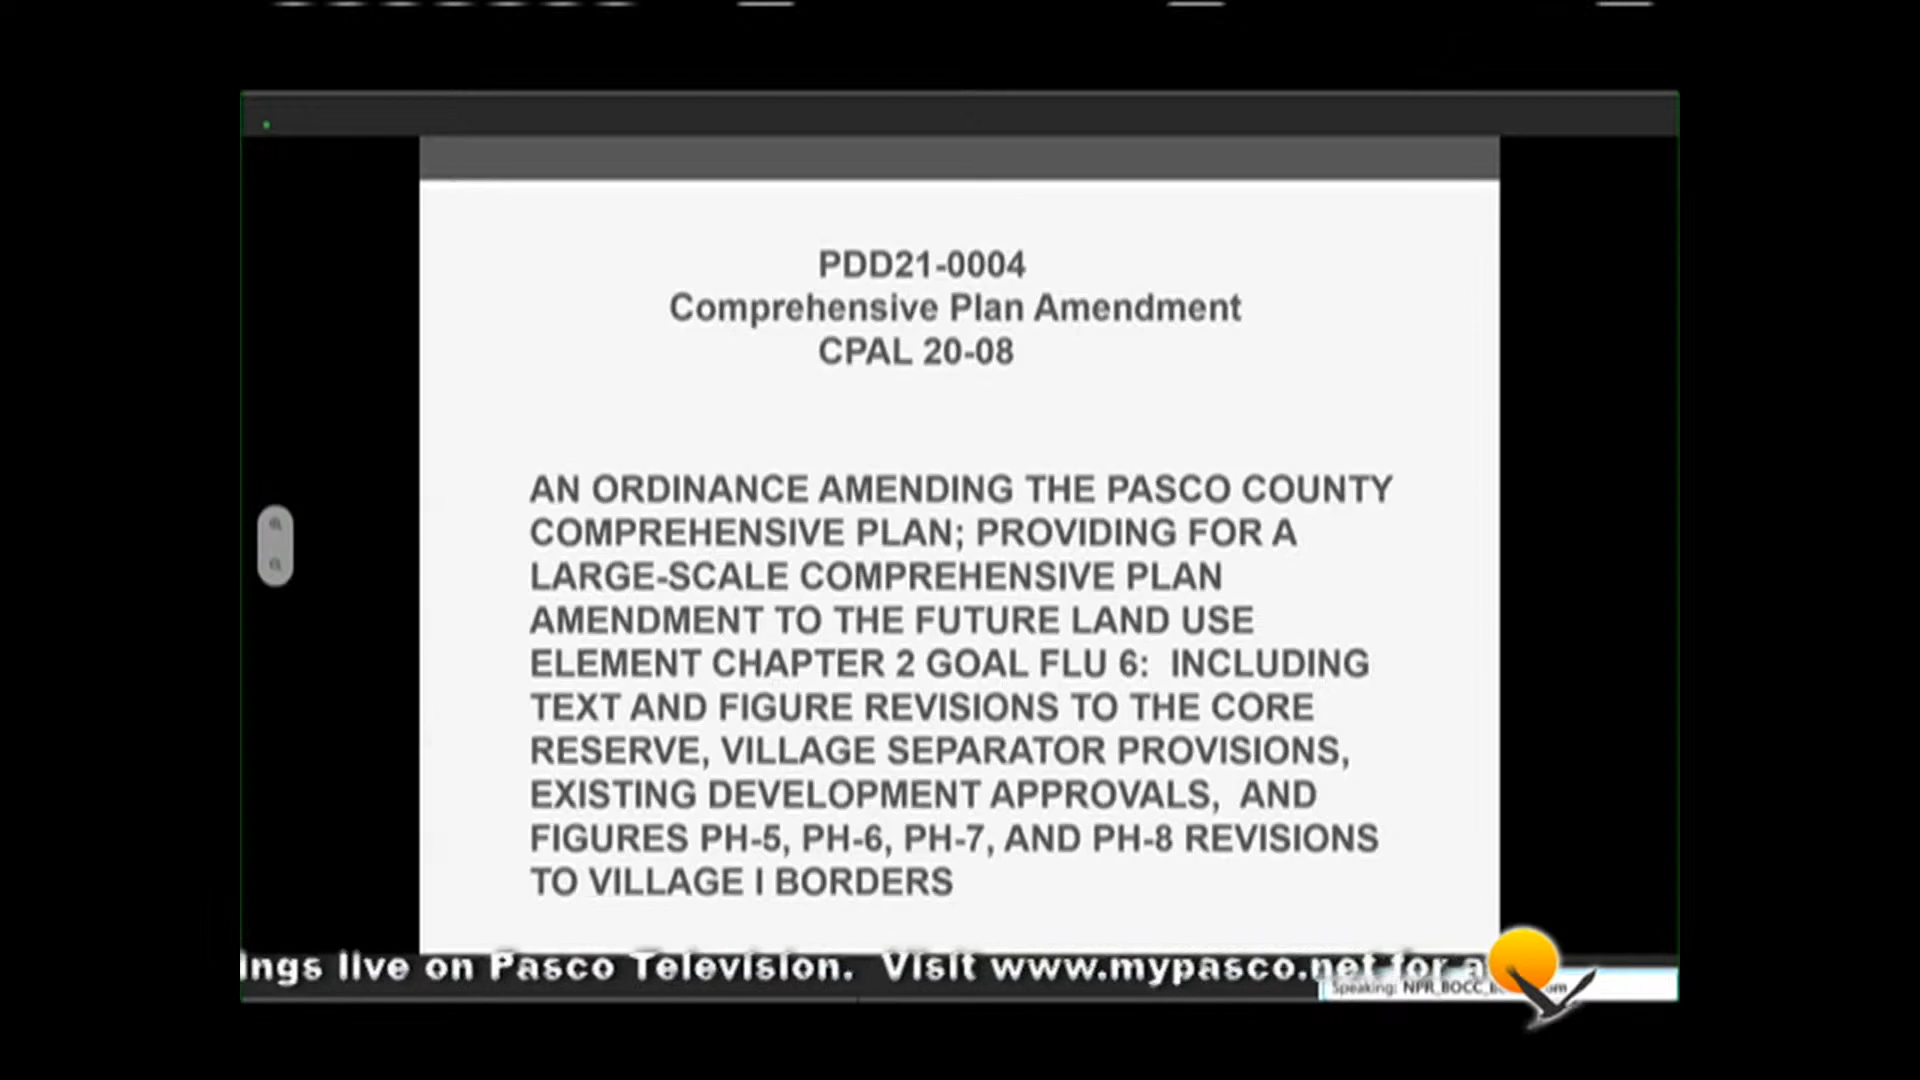 PDD21-0004
Comprehensive Plan Amendment
CPAL 20-08
AN ORDINANCE AMENDING THE PASCO COUNTY
COMPREHENSIVE PLAN; PROVIDING FOR A
LARGE-SCALE COMPREHENSIVE PLAN
AMENDMENT TO THE FUTURE LAND USE
ELEMENT CHAPTER 2 GOAL FLU 6:  INCLUDING
TEXT AND FIGURE REVISIONS TO THE CORE
RESERVE, VILLAGE SEPARATOR PROVISIONS,
EXISTING DEVELOPMENT APPROVALS,  AND
FIGURES PH-5, PH-6, PH-7, AND PH-8 REVISIONS
TO VILLAGE I BORDERS
ings live on Pasco Television.  Visit www.mypasco.net for a
Speaking: NPR_BOCC_